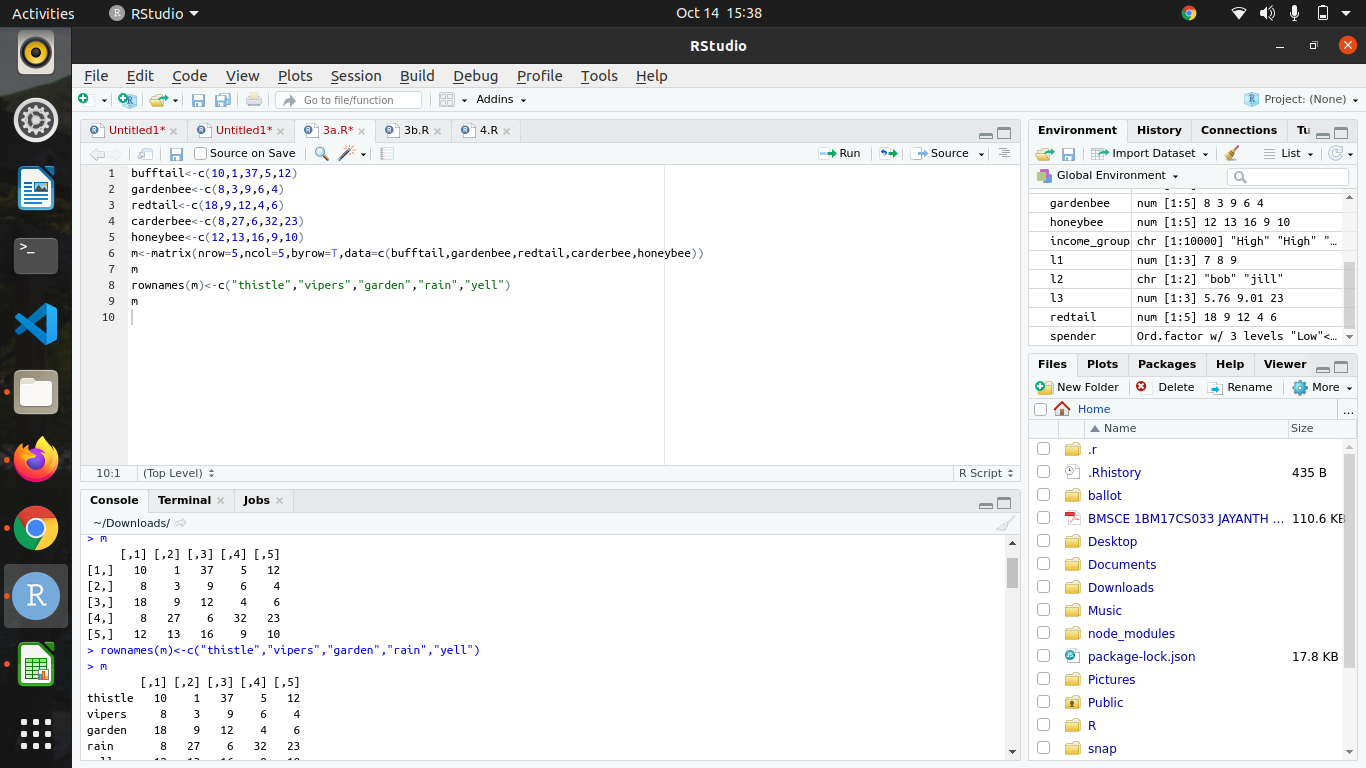 Activities RStudio Oct 14 15:38
RStudio
File Edit Code View Plots Session Build Debug Profile Tools Help
Go to file/function Addins Project: (None)
Untitled1* Untitled1* 3a.R* 3b.R 4.R
Source on Save Run Source
1 bufftail<-c(10,1,37,5,12)
2 gardenbee<-c(8,3,9,6,4)
3 redtail<-c(18,9,12,4,6)
4 carderbee<-c(8,27,6,32,23)
5 honeybee<-c(12,13,16,9,10)
6 m<-matrix(nrow=5,ncol=5,byrow=T,data=c(bufftail,gardenbee,redtail,carderbee,honeybee))
7 m
8 rownames(m)<-c("thistle","vipers","garden","rain","yell")
9 m
10
10:1 (Top Level) R Script
Console Terminal Jobs
~/Downloads/
> m
[,1] [,2] [,3] [,4] [,5]
[1,] 10 1 37 5 12
[2,] 8 3 9 6 4
[3,] 18 9 12 4 6
[4,] 8 27 6 32 23
[5,] 12 13 16 9 10
> rownames(m)<-c("thistle","vipers","garden","rain","yell")
> m
[,1] [,2] [,3] [,4] [,5]
thistle 10 1 37 5 12
vipers 8 3 9 6 4
garden 18 9 12 4 6
rain 8 27 6 32 23
Environment History Connections Tu
Import Dataset List
Global Environment
gardenbee num [1:5] 8 3 9 6 4
honeybee num [1:5] 12 13 16 9 10
income_group chr [1:10000] "High" "High" "…
l1 num [1:3] 7 8 9
l2 chr [1:2] "bob" "jill"
l3 num [1:3] 5.76 9.01 23
redtail num [1:5] 18 9 12 4 6
spender Ord.factor w/ 3 levels "Low"<…
Files Plots Packages Help Viewer
New Folder Delete Rename More
Home ...
Name Size
.r
.Rhistory 435 B
ballot
BMSCE 1BM17CS033 JAYANTH … 110.6 KB
Desktop
Documents
Downloads
Music
node_modules
package-lock.json 17.8 KB
Pictures
Public
R
snap